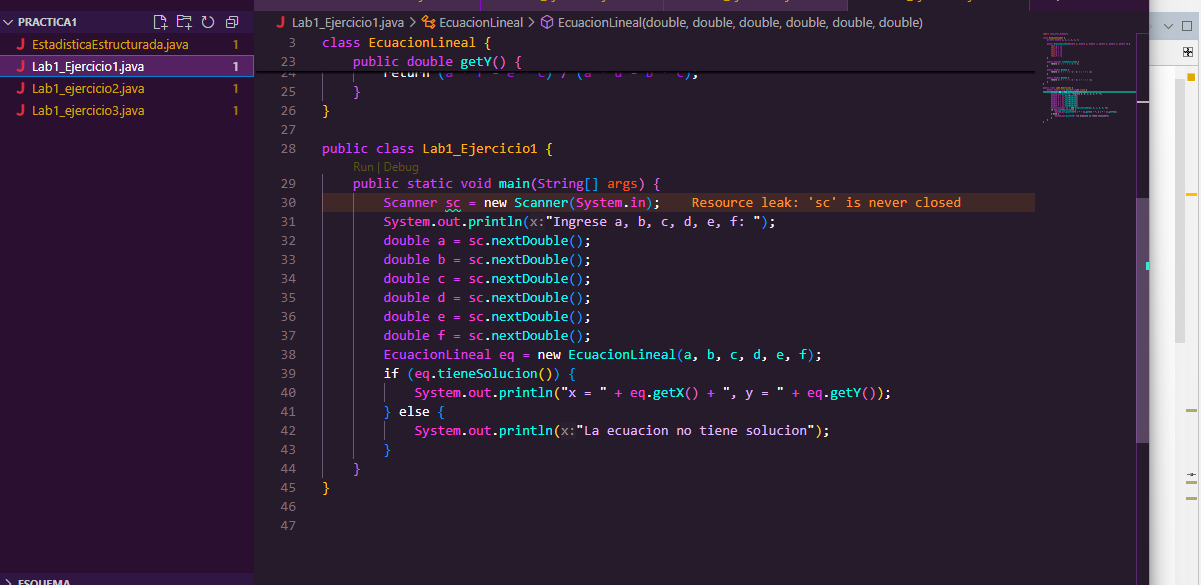 PRACTICA1
EstadisticaEstructurada.java 1
Lab1_Ejercicio1.java 1
Lab1_ejercicio2.java 1
Lab1_ejercicio3.java 1
ESQUEMA
Lab1_Ejercicio1.java > EcuacionLineal > EcuacionLineal(double, double, double, double, double, double)
3 class EcuacionLineal {
23 public double getY() {
24 return (a * f - e * c) / (a * d - b * c);
25 }
26 }
27
28 public class Lab1_Ejercicio1 {
Run | Debug
29 public static void main(String[] args) {
30 Scanner sc = new Scanner(System.in); Resource leak: 'sc' is never closed
31 System.out.println(x:"Ingrese a, b, c, d, e, f: ");
32 double a = sc.nextDouble();
33 double b = sc.nextDouble();
34 double c = sc.nextDouble();
35 double d = sc.nextDouble();
36 double e = sc.nextDouble();
37 double f = sc.nextDouble();
38 EcuacionLineal eq = new EcuacionLineal(a, b, c, d, e, f);
39 if (eq.tieneSolucion()) {
40 System.out.println("x = " + eq.getX() + ", y = " + eq.getY());
41 } else {
42 System.out.println(x:"La ecuacion no tiene solucion");
43 }
44 }
45 }
46
47